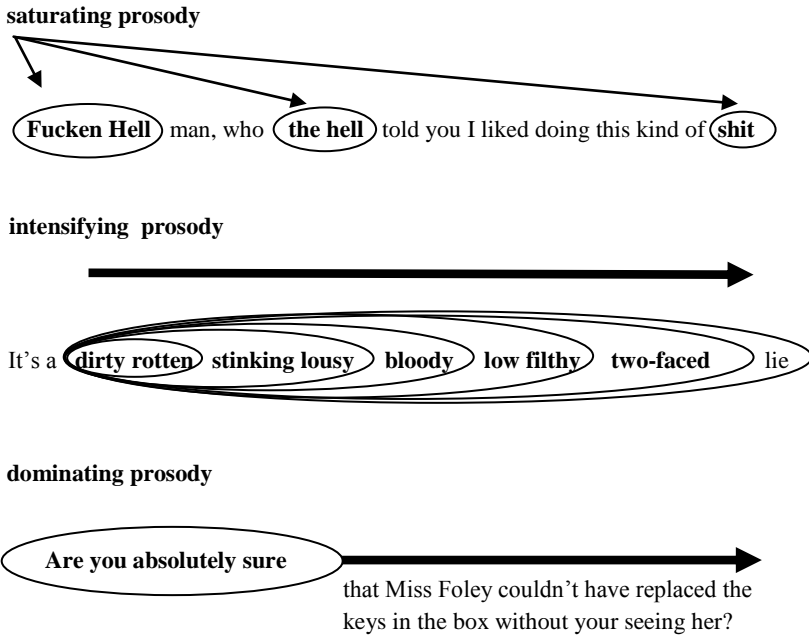 saturating prosody
Fucken Hell man, who the hell told you I liked doing this kind of shit
intensifying prosody
It's a dirty rotten stinking lousy bloody low filthy two-faced lie
dominating prosody
Are you absolutely sure
that Miss Foley couldn't have replaced the
keys in the box without your seeing her?